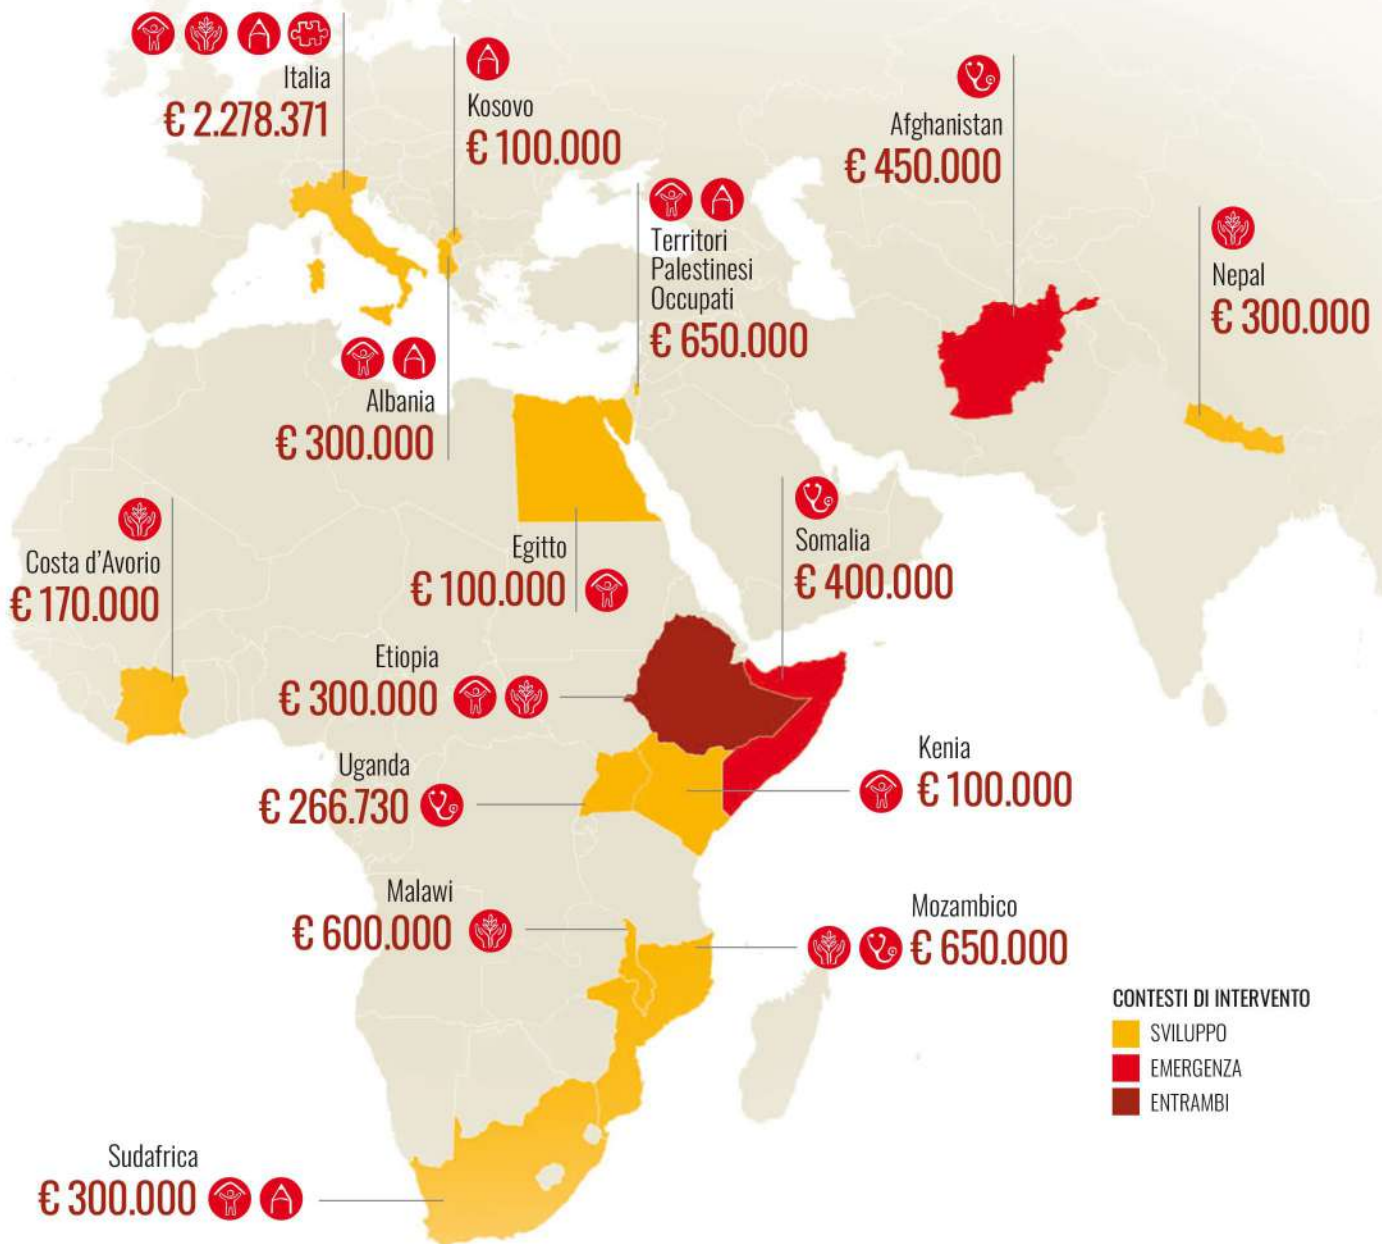 Italia
€ 2.278.371
Kosovo
€ 100.000
Afghanistan
€ 450.000
Territori
Palestinesi
Occupati
€ 650.000
Nepal
€ 300.000
Albania
€ 300.000
Costa d'Avorio
€ 170.000
Egitto
€ 100.000
Somalia
€ 400.000
Etiopia
€ 300.000
Uganda
€ 266.730
Kenia
€ 100.000
Malawi
€ 600.000
Mozambico
€ 650.000
CONTESTI DI INTERVENTO
SVILUPPO
EMERGENZA
ENTRAMBI
Sudafrica
€ 300.000